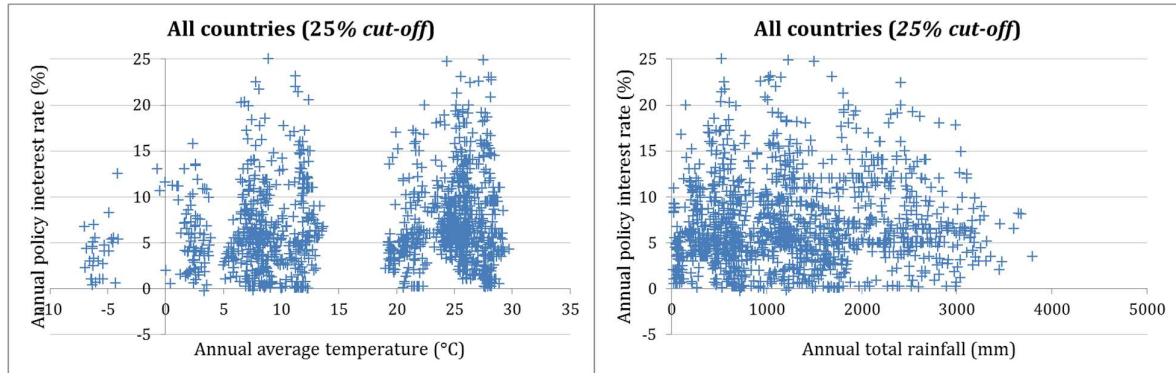 All countries (25% cut-off)
Annual policy ineterest rate (%)
25
20
15
10
5
0
-5
-10 -5 0 5 10 15 20 25 30 35
Annual average temperature (°C)
All countries (25% cut-off)
Annual policy interest rate (%)
25
20
15
10
5
0
-5
0 1000 2000 3000 4000 5000
Annual total rainfall (mm)